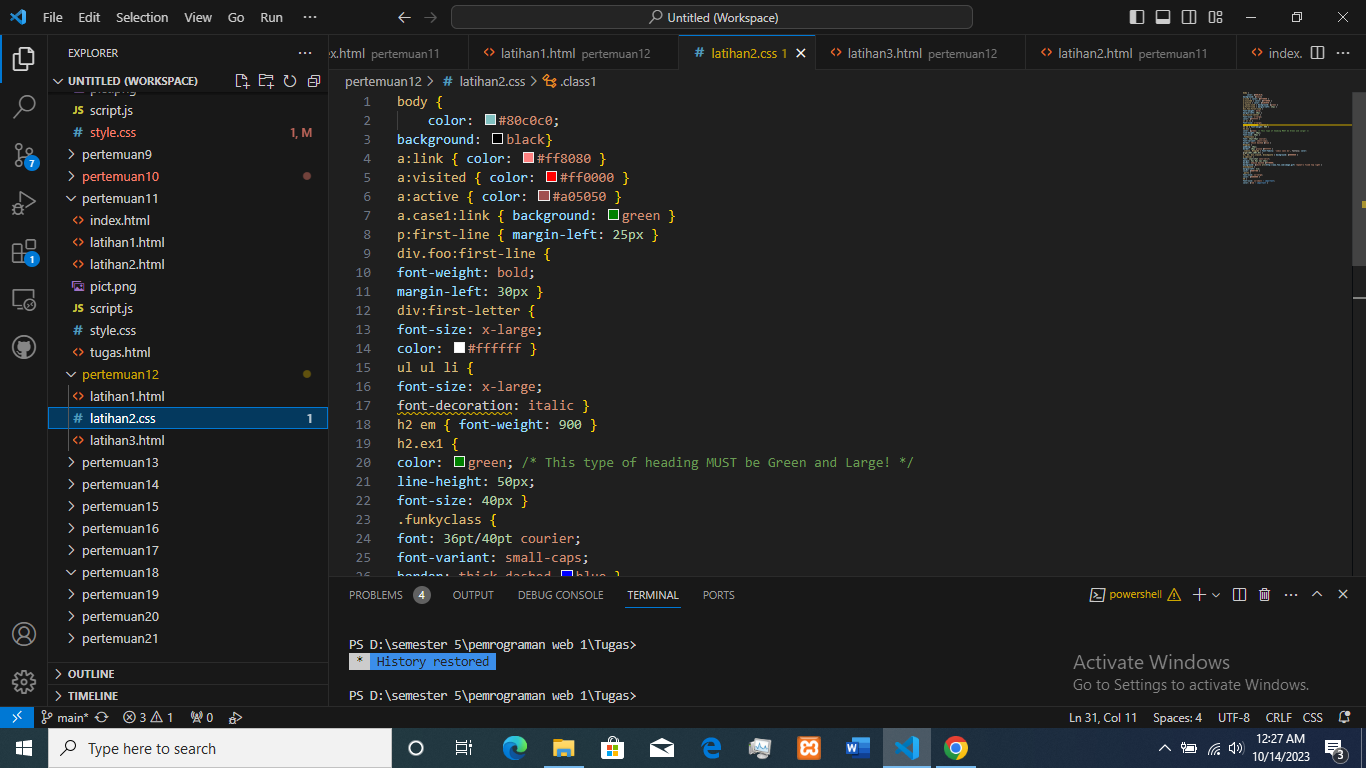 File Edit Selection View Go Run ···
Untitled (Workspace)
EXPLORER
UNTITLED (WORKSPACE)
script.js
style.css 1, M
pertemuan9
pertemuan10
pertemuan11
index.html
latihan1.html
latihan2.html
pict.png
script.js
style.css
tugas.html
pertemuan12
latihan1.html
latihan2.css 1
latihan3.html
pertemuan13
pertemuan14
pertemuan15
pertemuan16
pertemuan17
pertemuan18
pertemuan19
pertemuan20
pertemuan21
OUTLINE
TIMELINE
7
1
ex.html pertemuan11 latihan1.html pertemuan12 latihan2.css 1 latihan3.html pertemuan12 latihan2.html pertemuan11 index.
pertemuan12 > # latihan2.css > .class1
1 body {
2 color: #80c0c0;
3 background: black}
4 a:link { color: #ff8080 }
5 a:visited { color: #ff0000 }
6 a:active { color: #a05050 }
7 a.case1:link { background: green }
8 p:first-line { margin-left: 25px }
9 div.foo:first-line {
10 font-weight: bold;
11 margin-left: 30px }
12 div:first-letter {
13 font-size: x-large;
14 color: #ffffff }
15 ul ul li {
16 font-size: x-large;
17 font-decoration: italic }
18 h2 em { font-weight: 900 }
19 h2.ex1 {
20 color: green; /* This type of heading MUST be Green and Large! */
21 line-height: 50px;
22 font-size: 40px }
23 .funkyclass {
24 font: 36pt/40pt courier;
25 font-variant: small-caps;
26 border: thick dashed blue }
PROBLEMS 4 OUTPUT DEBUG CONSOLE TERMINAL PORTS
powershell
PS D:\semester 5\pemrograman web 1\Tugas>
* History restored
PS D:\semester 5\pemrograman web 1\Tugas>
Activate Windows
Go to Settings to activate Windows.
main* 3 1 0
Ln 31, Col 11 Spaces: 4 UTF-8 CRLF CSS
Type here to search
12:27 AM
10/14/2023
3